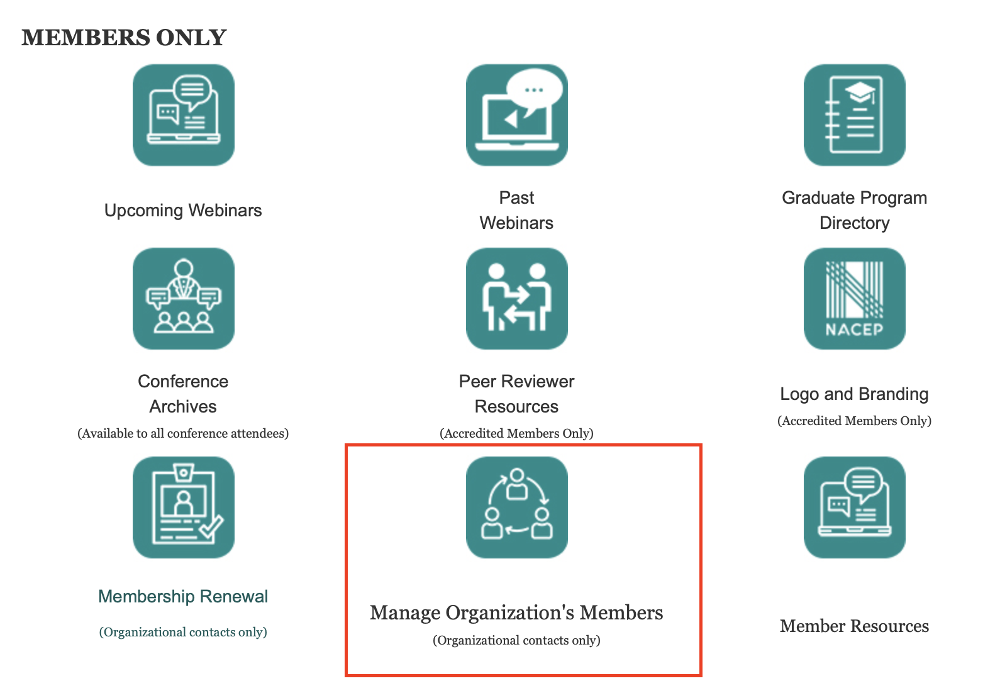 MEMBERS ONLY
Upcoming Webinars
Past
Webinars
Graduate Program
Directory
Conference
Archives
(Available to all conference attendees)
Peer Reviewer
Resources
(Accredited Members Only)
NACEP
Logo and Branding
(Accredited Members Only)
Membership Renewal
(Organizational contacts only)
Manage Organization's Members
(Organizational contacts only)
Member Resources